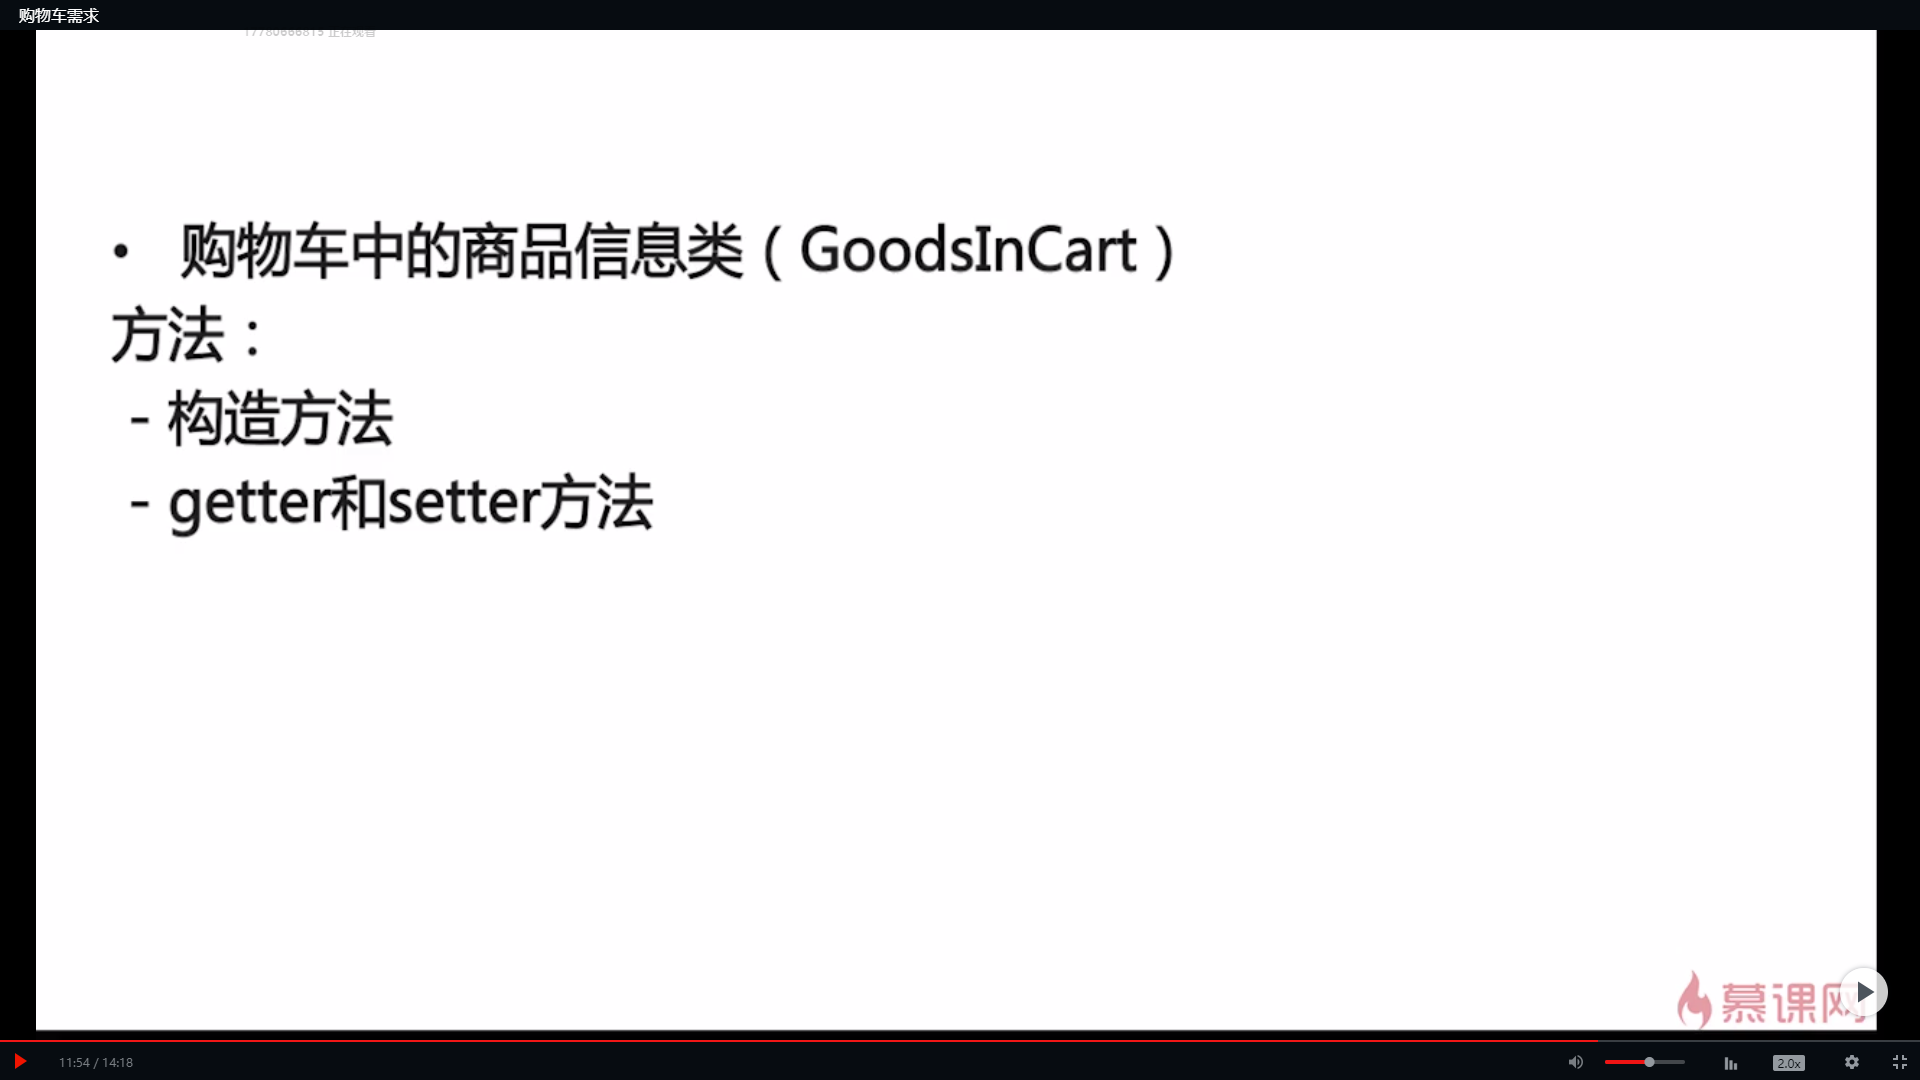 购物车需求
17780666815 正在观看
• 购物车中的商品信息类（GoodsInCart）
方法：
- 构造方法
- getter和setter方法
慕课网
11:54 / 14:18
2.0x